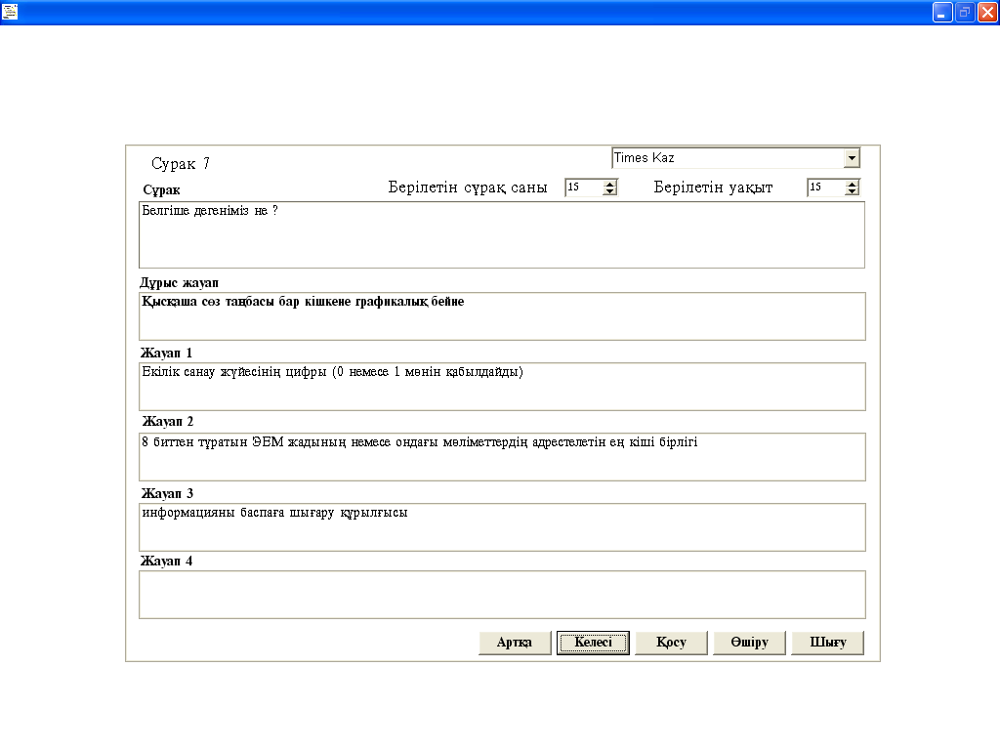 Сурак 7
Times Kaz
Сұрақ
Берілетін сұрақ саны
15
Берілетін уақыт
15
Белгіше дегеніміз не ?
Дұрыс жауап
Қысқаша сөз таңбасы бар кішкене графикалық бейне
Жауап 1
Екілік санау жүйесінің цифры (0 немесе 1 мәнін қабылдайды)
Жауап 2
8 биттен тұратын ЭЕМ жадының немесе ондағы мәліметтердің адрестелетін ең кіші бірлігі
Жауап 3
информацияны баспаға шығару құрылғысы
Жауап 4
Артқа
Келесі
Қосу
Өшіру
Шығу